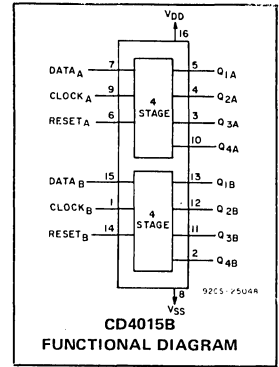 VDD
16
DATAA 7 5 Q1A
CLOCKA 9 4 Q2A
4
STAGE
RESETA 6 3 Q3A
10 Q4A
DATAB 15 13 Q1B
CLOCKB 1 12 Q2B
4
STAGE
RESETB 14 11 Q3B
2 Q4B
8
92CS-25048
VSS
CD4015B
FUNCTIONAL DIAGRAM